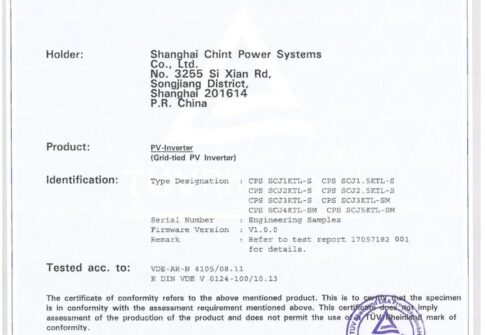 Holder: Shanghai Chint Power Systems
Co., Ltd.
No. 3255 Si Xian Rd,
Songjiang District,
Shanghai 201614
P.R. China
Product: PV-Inverter
(Grid-tied PV Inverter)
Identification: Type Designation : CPS SCJ1KTL-S CPS SCJ1.5KTL-S
CPS SCJ2KTL-S CPS SCJ2.5KTL-S
CPS SCJ3KTL-S CPS SCJ3KTL-SM
CPS SCJ4KTL-SM CPS SCJ5KTL-SM
Serial Number : Engineering Samples
Firmware Version : V1.0.0
Remark : Refer to test report 17057182 001
for details.
Tested acc. to: VDE-AR-N 4105/08.11
E DIN VDE V 0124-100/10.13
The certificate of conformity refers to the above mentioned product. This is to certify that the specimen
is in conformity with the assessment requirement mentioned above. This certificate does not imply
assessment of the production of the product and does not permit the use of a TÜV Rheinland mark of
conformity.